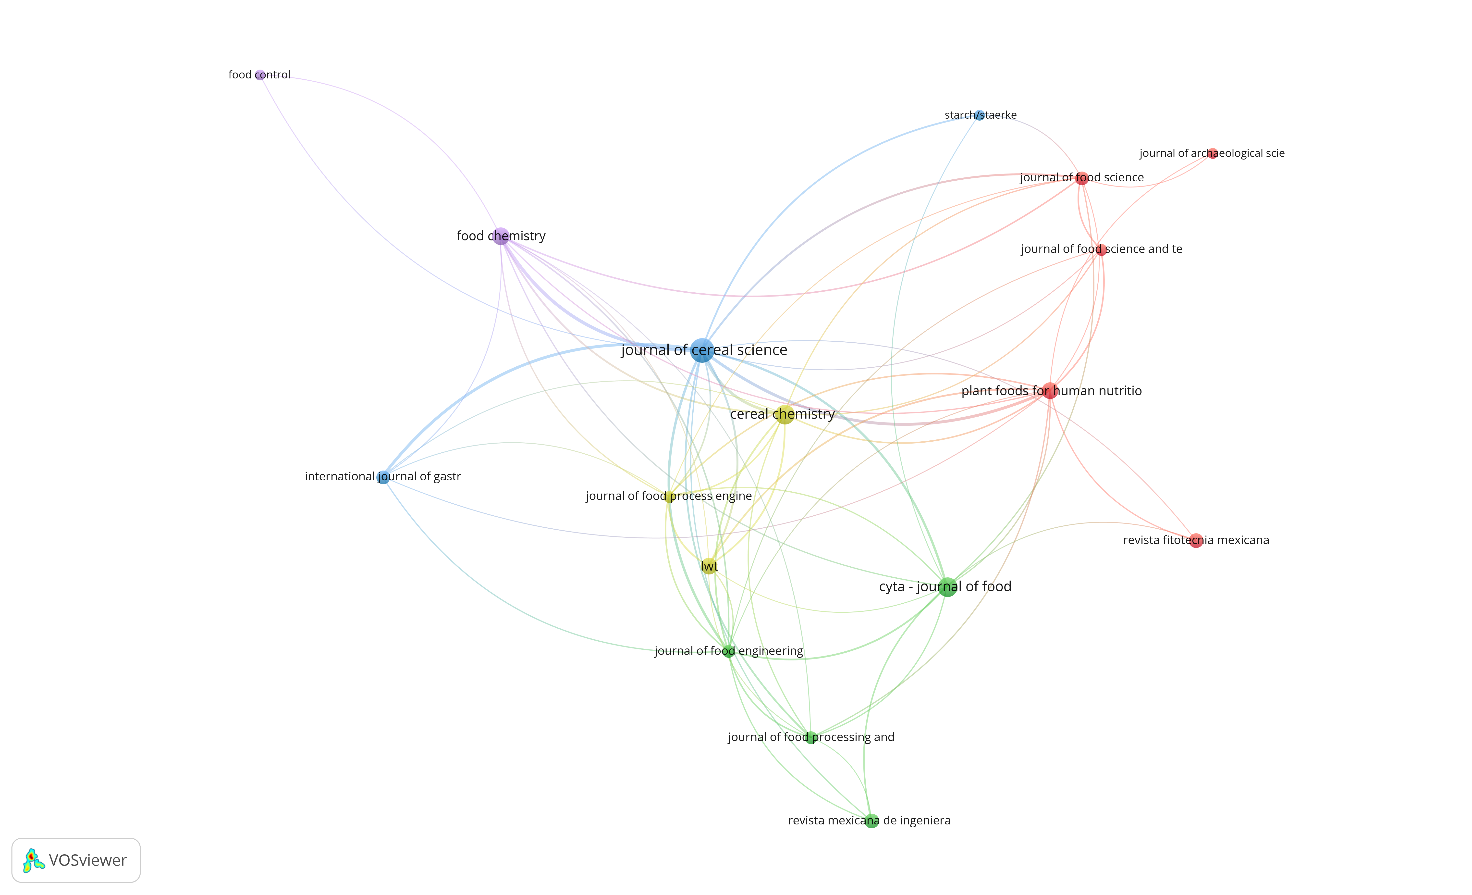 food control
starch/staerke
journal of archaeological scie
journal of food science
food chemistry
journal of food science and te
journal of cereal science
plant foods for human nutritio
cereal chemistry
international journal of gastr
journal of food process engine
revista fitotecnia mexicana
lwt
cyta - journal of food
journal of food engineering
journal of food processing and
revista mexicana de ingeniera
VOSviewer